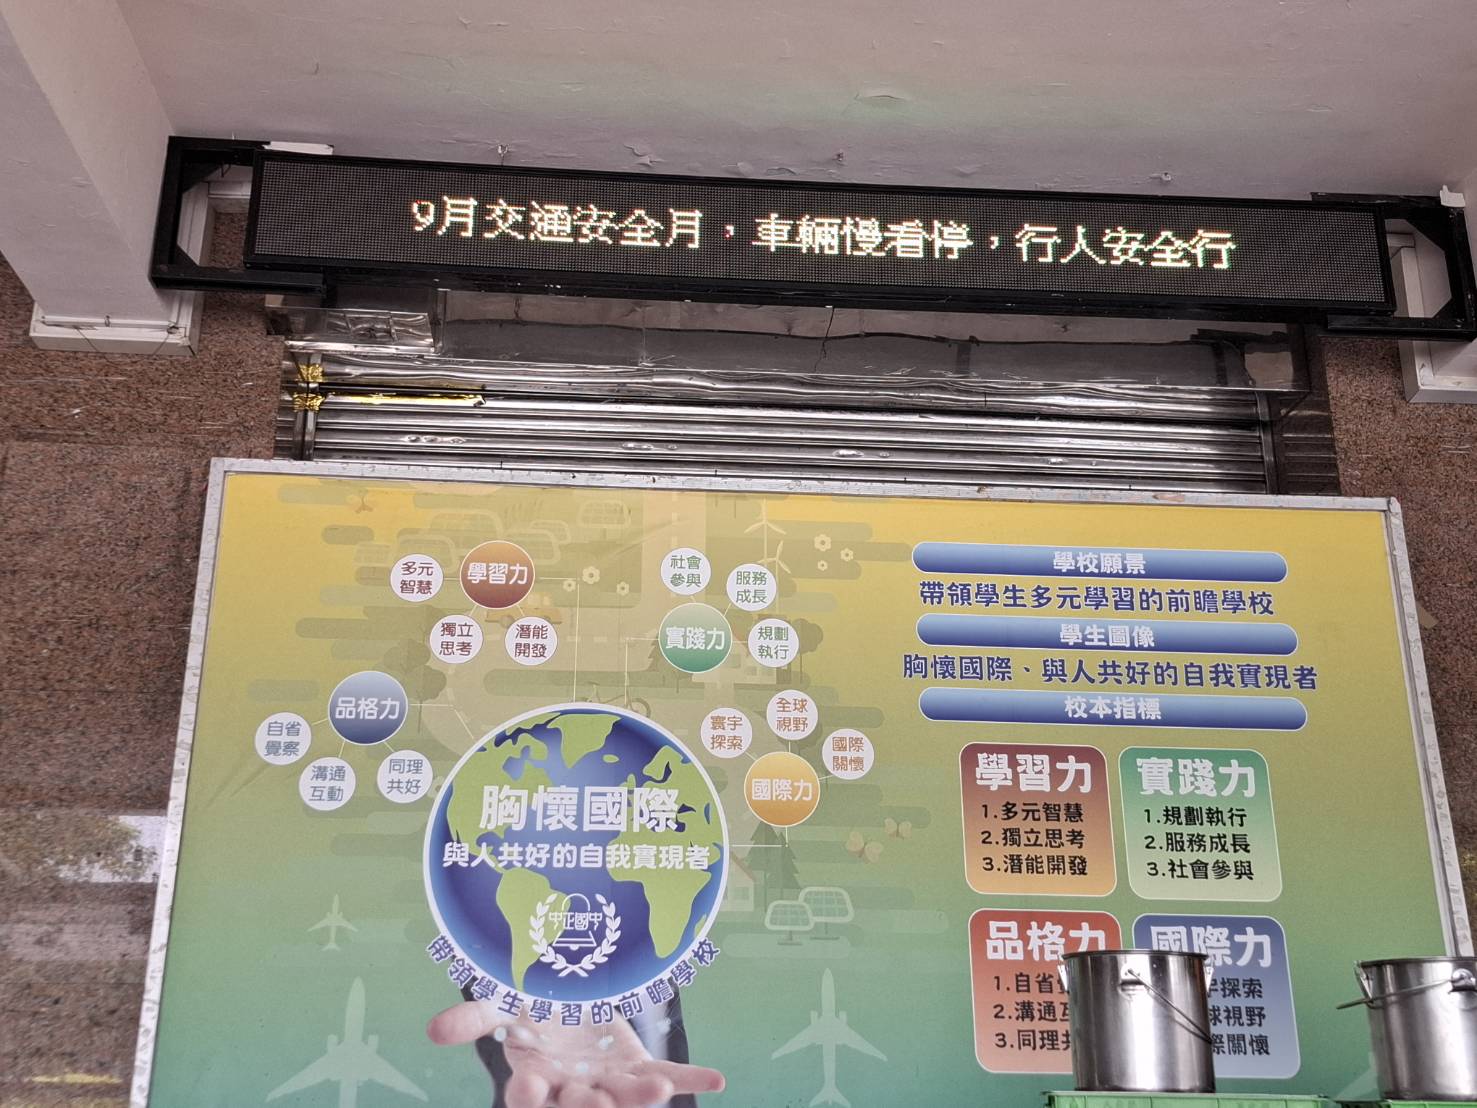 9月交通安全月，車輛慢看停，行人安全行
多元
智慧
學習力
獨立
思考
潛能
開發
社會
參與
服務
成長
實踐力
規劃
執行
品格力
自省
覺察
溝通
互動
同理
共好
寰宇
探索
全球
視野
國際
關懷
國際力
胸懷國際
與人共好的自我實現者
中正國中
帶領學生學習的前瞻學校
學校願景
帶領學生多元學習的前瞻學校
學生圖像
胸懷國際、與人共好的自我實現者
校本指標
學習力
1.多元智慧
2.獨立思考
3.潛能開發
實踐力
1.規劃執行
2.服務成長
3.社會參與
品格力
1.自省
2.溝通
3.同理
國際力
探索
視野
關懷